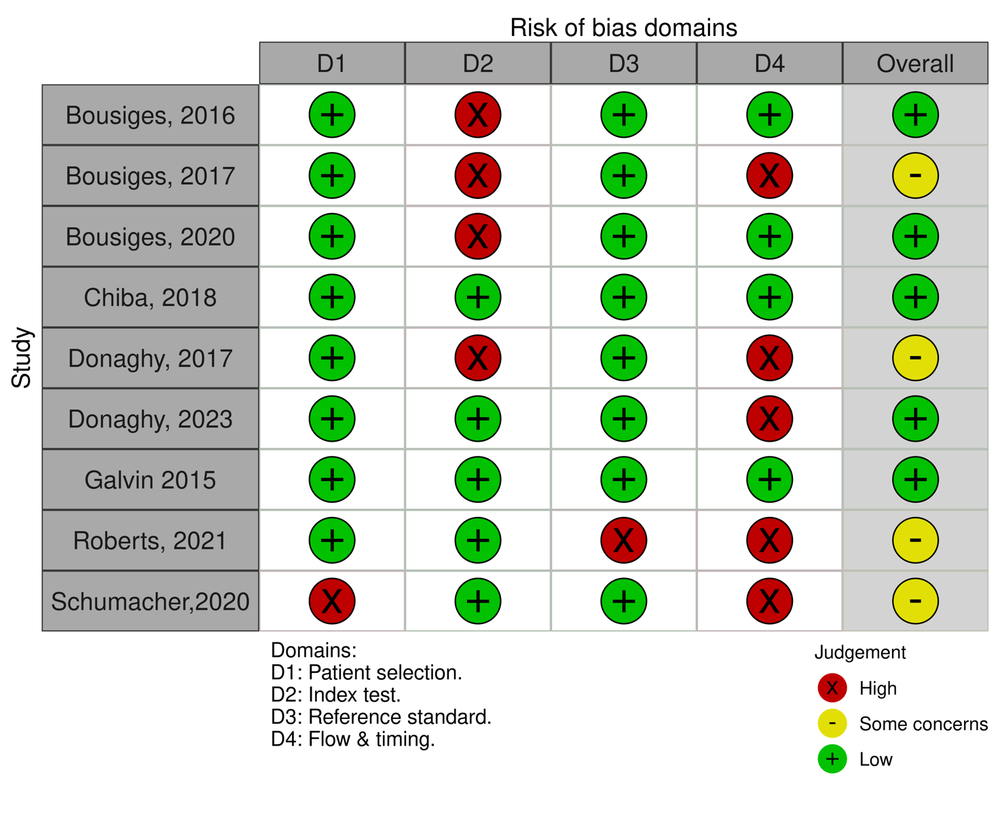 Risk of bias domains
D1 D2 D3 D4 Overall
Study
Bousiges, 2016 + X + + +
Bousiges, 2017 + X + X -
Bousiges, 2020 + X + + +
Chiba, 2018 + + + + +
Donaghy, 2017 + X + X -
Donaghy, 2023 + + + X +
Galvin 2015 + + + + +
Roberts, 2021 + + X X -
Schumacher,2020 X + + X -
Domains:
D1: Patient selection.
D2: Index test.
D3: Reference standard.
D4: Flow & timing.
Judgement
X High
- Some concerns
+ Low